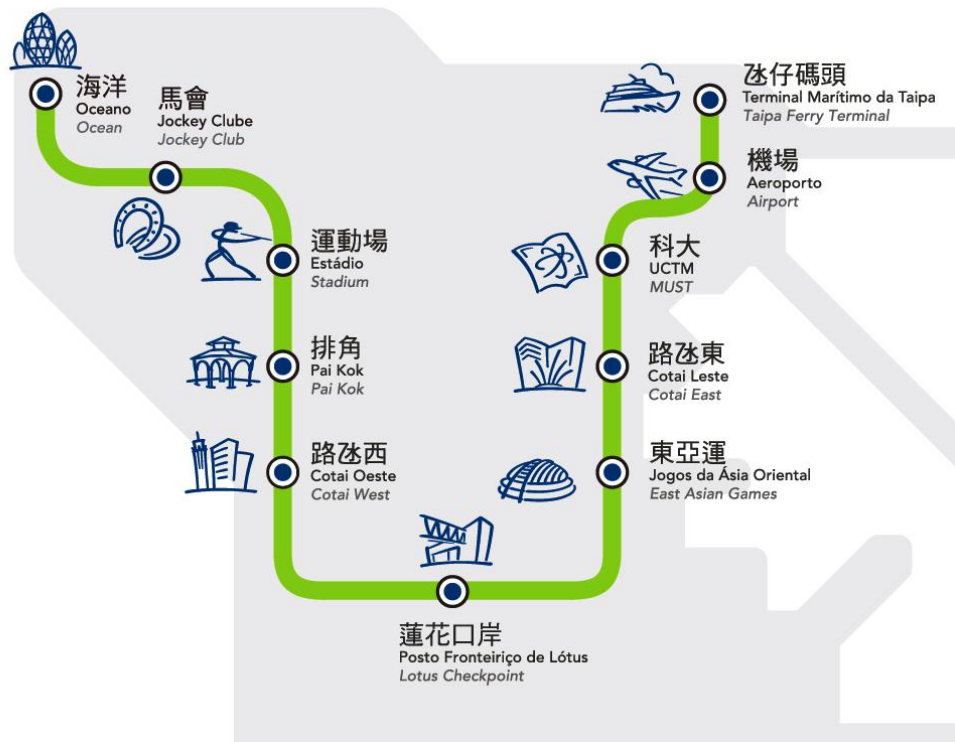 海洋
Oceano
Ocean
馬會
Jockey Clube
Jockey Club
運動場
Estádio
Stadium
排角
Pai Kok
Pai Kok
路氹西
Cotai Oeste
Cotai West
蓮花口岸
Posto Fronteiriço de Lótus
Lotus Checkpoint
東亞運
Jogos da Ásia Oriental
East Asian Games
路氹東
Cotai Leste
Cotai East
科大
UCTM
MUST
機場
Aeroporto
Airport
氹仔碼頭
Terminal Marítimo da Taipa
Taipa Ferry Terminal